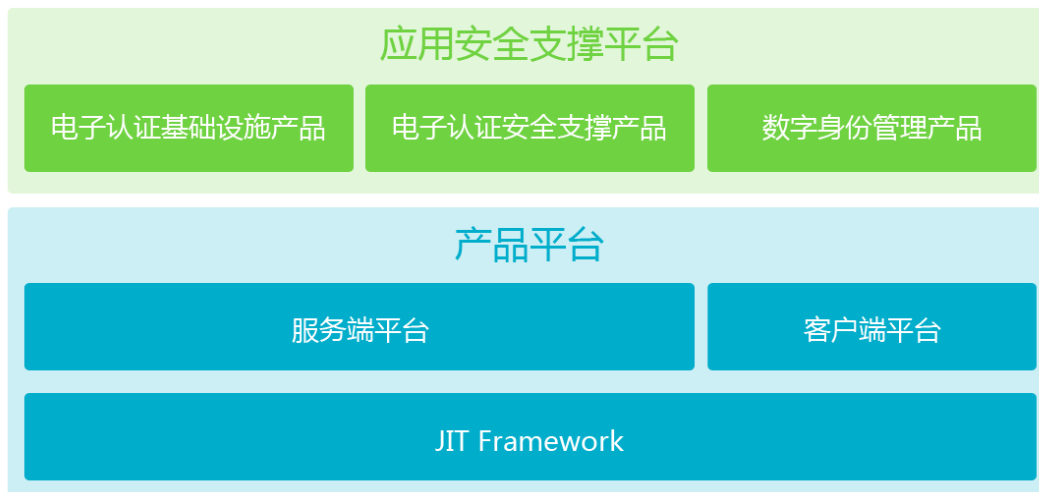 应用安全支撑平台
电子认证基础设施产品
电子认证安全支撑产品
数字身份管理产品
产品平台
服务端平台
客户端平台
JIT Framework